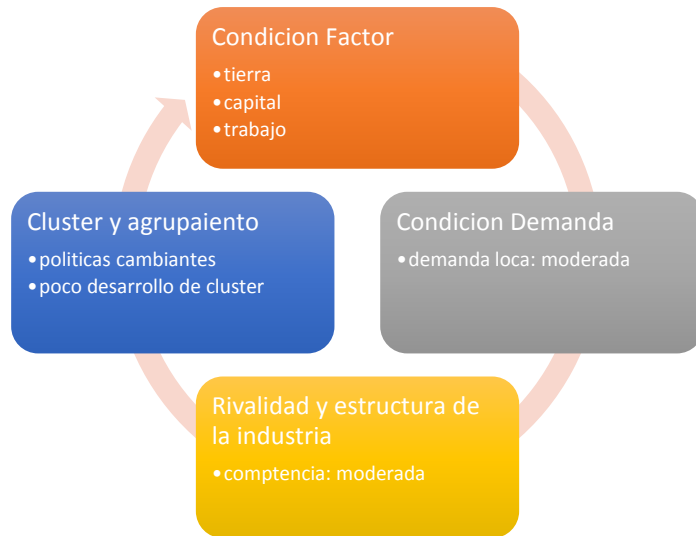 Condicion Factor
•tierra
•capital
•trabajo
Condicion Demanda
•demanda loca: moderada
Rivalidad y estructura de
la industria
•comptencia: moderada
Cluster y agrupaiento
•politicas cambiantes
•poco desarrollo de cluster